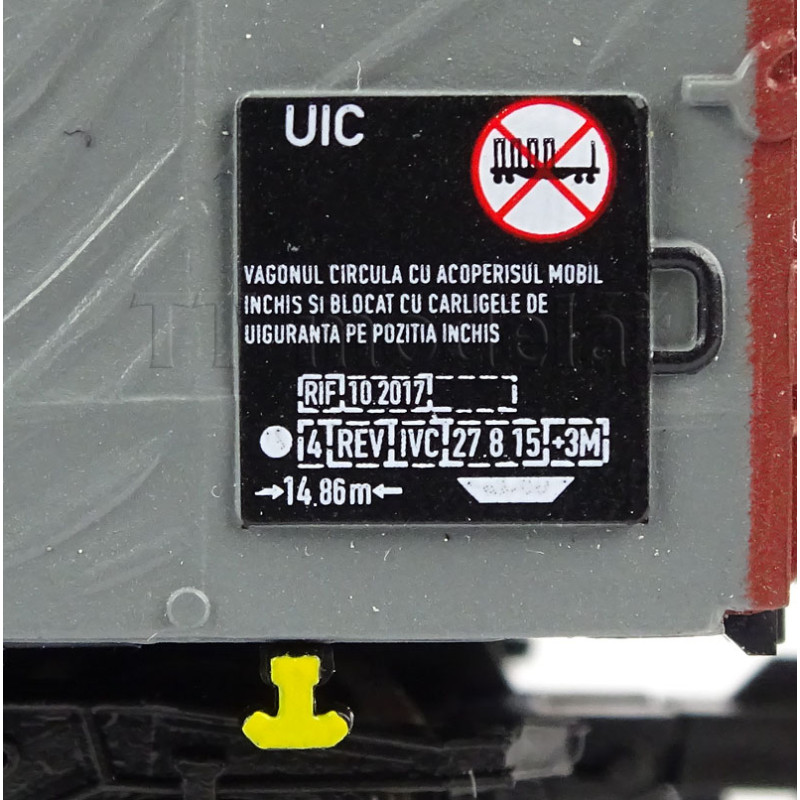 UIC
VAGONUL CIRCULA CU ACOPERISUL MOBIL
INCHIS SI BLOCAT CU CARLIGELE DE
UIGURANTA PE POZITIA INCHIS
RIF 10.2017
4 REV IVC 27.8.15 +3M
→14.86m←